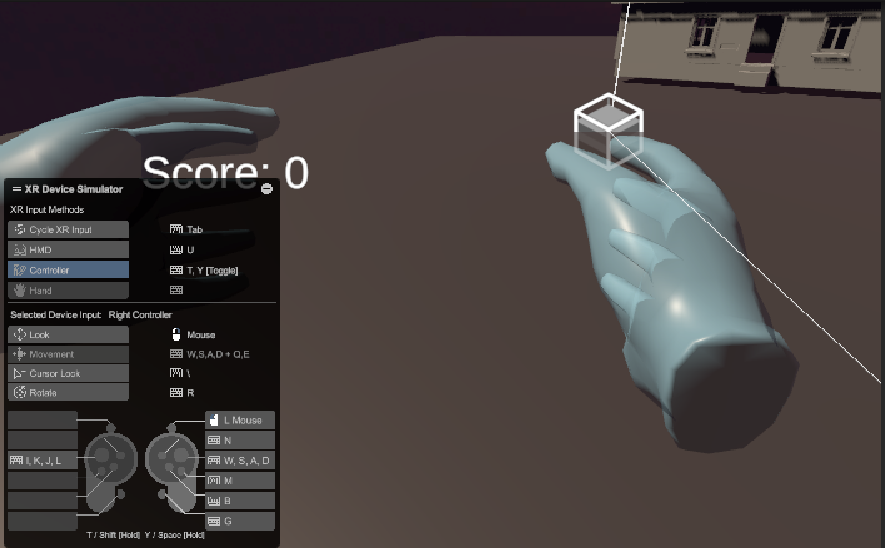 Score: 0
XR Device Simulator
XR Input Methods
Cycle XR Input Tab
HMD U
Controller T, Y [Toggle]
Hand
Selected Device Input: Right Controller
Look Mouse
Movement W,S,A,D + Q,E
Cursor Lock \
Rotate R
L Mouse
N
I, K, J, L W, S, A, D
M
B
G
T / Shift [Hold] Y / Space [Hold]